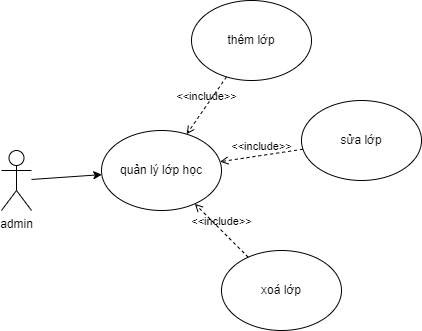 thêm lớp
<<include>>
<<include>>
sửa lớp
quản lý lớp học
admin
<<include>>
xoá lớp